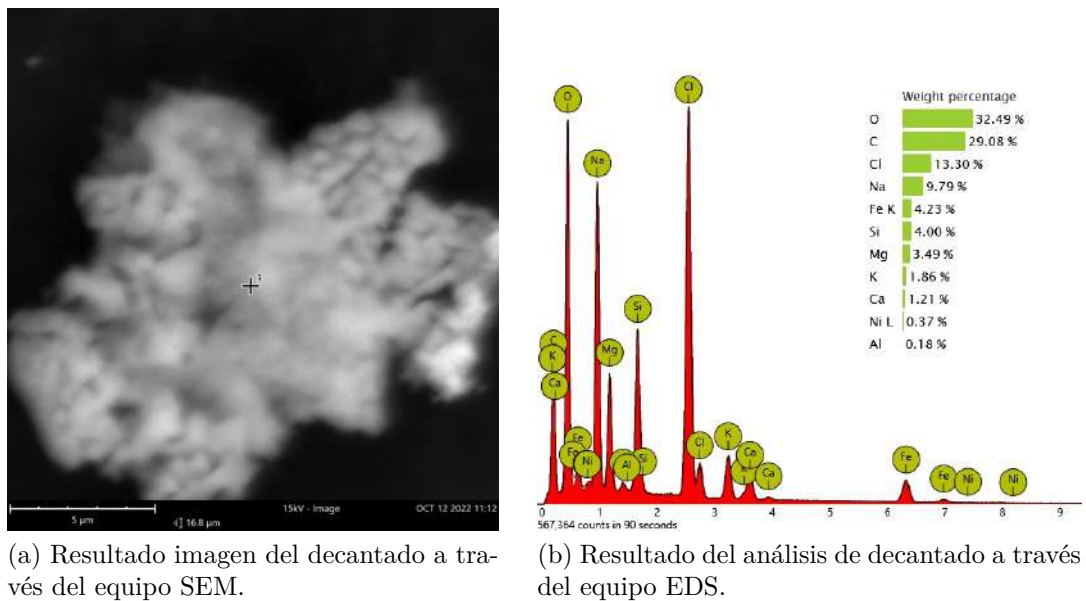 1
5 µm
16.8 µm
15kV - Image
OCT 12 2022 11:12
O
Cl
Na
Si
C
K
Ca
Mg
Fe
Fe
Ni
Al
Si
Cl
K
K
Ca
Ca
Fe
Fe
Ni
Ni
Weight percentage
O 32.49 %
C 29.08 %
Cl 13.30 %
Na 9.79 %
Fe K 4.23 %
Si 4.00 %
Mg 3.49 %
K 1.86 %
Ca 1.21 %
Ni L 0.37 %
Al 0.18 %
0 1 2 3 4 5 6 7 8 9
567,364 counts in 90 seconds
(a) Resultado imagen del decantado a tra-
vés del equipo SEM.
(b) Resultado del análisis de decantado a través
del equipo EDS.